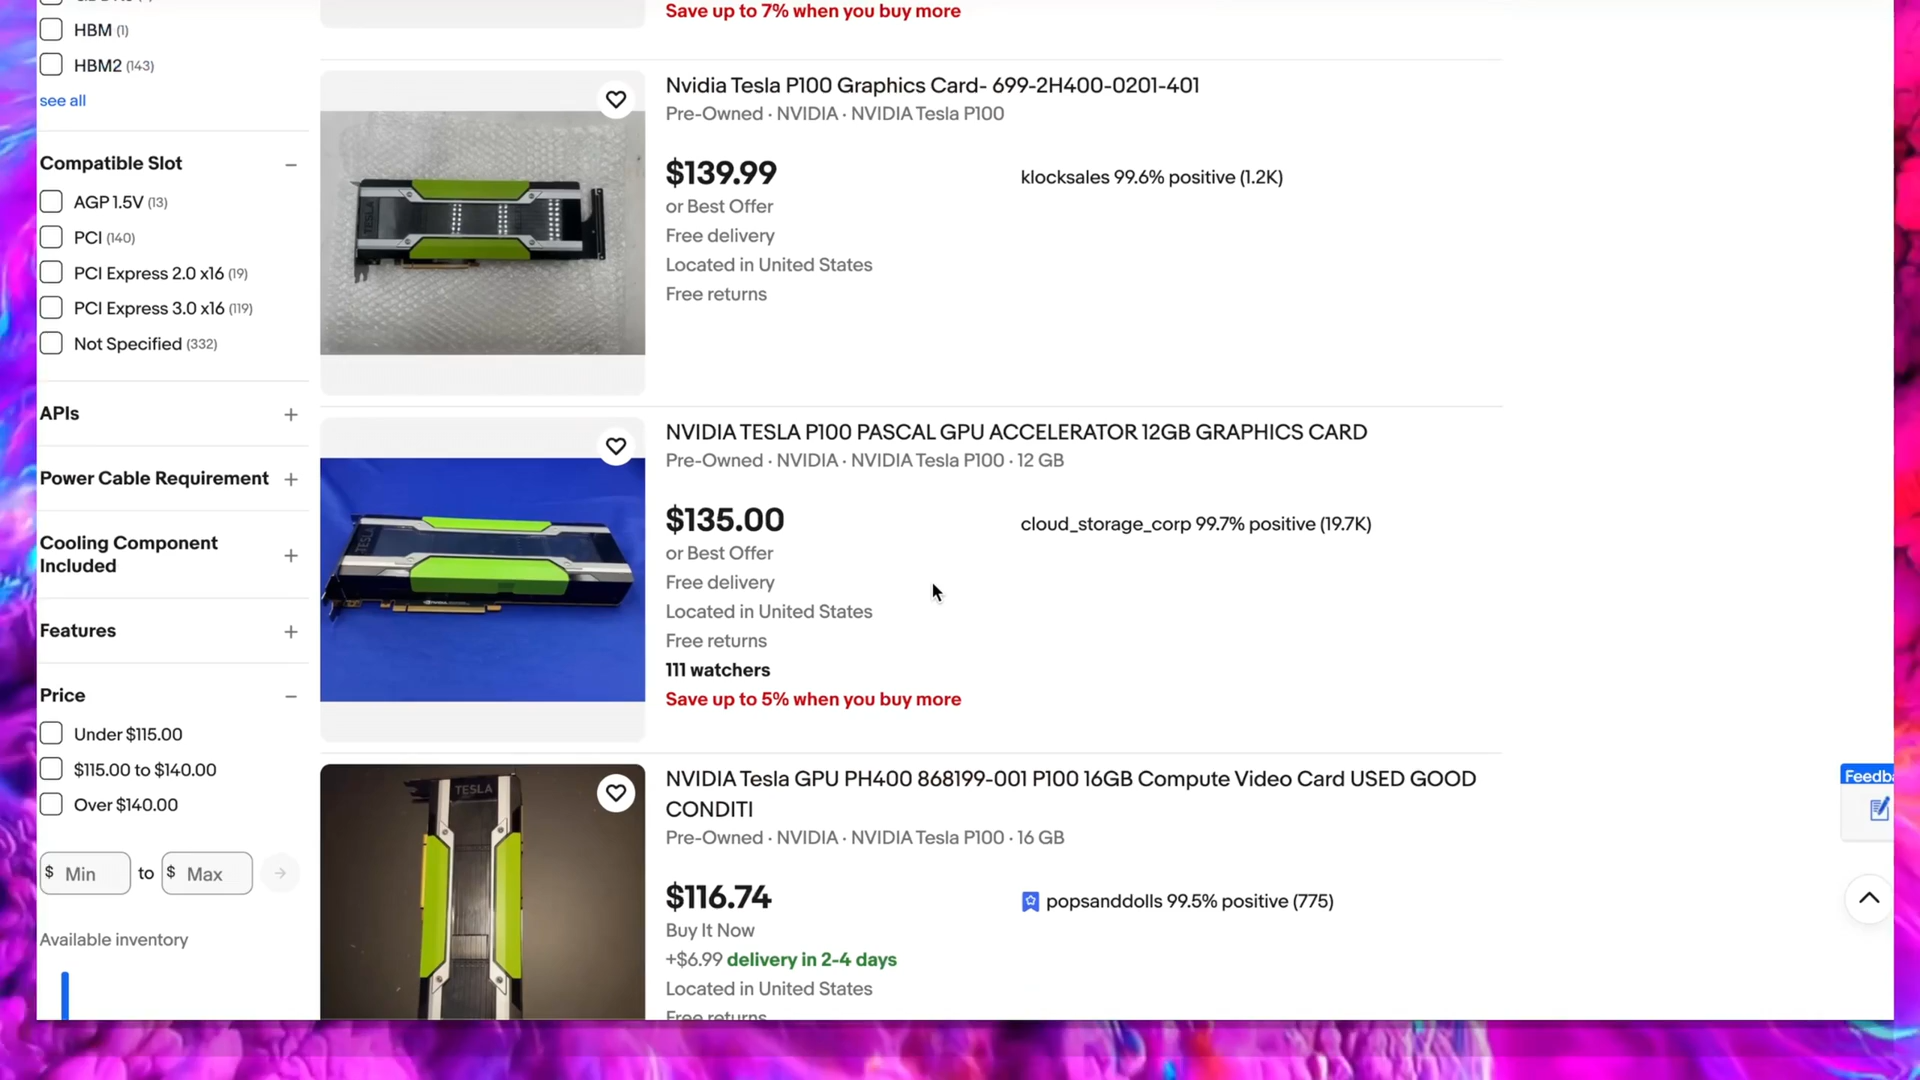 HBM (1)
HBM2 (143)
see all
Compatible Slot
AGP 1.5V (13)
PCI (140)
PCI Express 2.0 x16 (19)
PCI Express 3.0 x16 (119)
Not Specified (332)
APIs
Power Cable Requirement
Cooling Component
Included
Features
Price
Under $115.00
$115.00 to $140.00
Over $140.00
$ Min to $ Max
Available inventory
Save up to 7% when you buy more
Nvidia Tesla P100 Graphics Card- 699-2H400-0201-401
Pre-Owned · NVIDIA · NVIDIA Tesla P100
$139.99
or Best Offer
Free delivery
Located in United States
Free returns
klocksales 99.6% positive (1.2K)
TESLA
NVIDIA TESLA P100 PASCAL GPU ACCELERATOR 12GB GRAPHICS CARD
Pre-Owned · NVIDIA · NVIDIA Tesla P100 · 12 GB
$135.00
or Best Offer
Free delivery
Located in United States
Free returns
111 watchers
Save up to 5% when you buy more
cloud_storage_corp 99.7% positive (19.7K)
TESLA
NVIDIA Tesla GPU PH400 868199-001 P100 16GB Compute Video Card USED GOOD
CONDITI
Pre-Owned · NVIDIA · NVIDIA Tesla P100 · 16 GB
$116.74
Buy It Now
+$6.99 delivery in 2-4 days
Located in United States
Free returns
popsanddolls 99.5% positive (775)
TESLA
Feedba